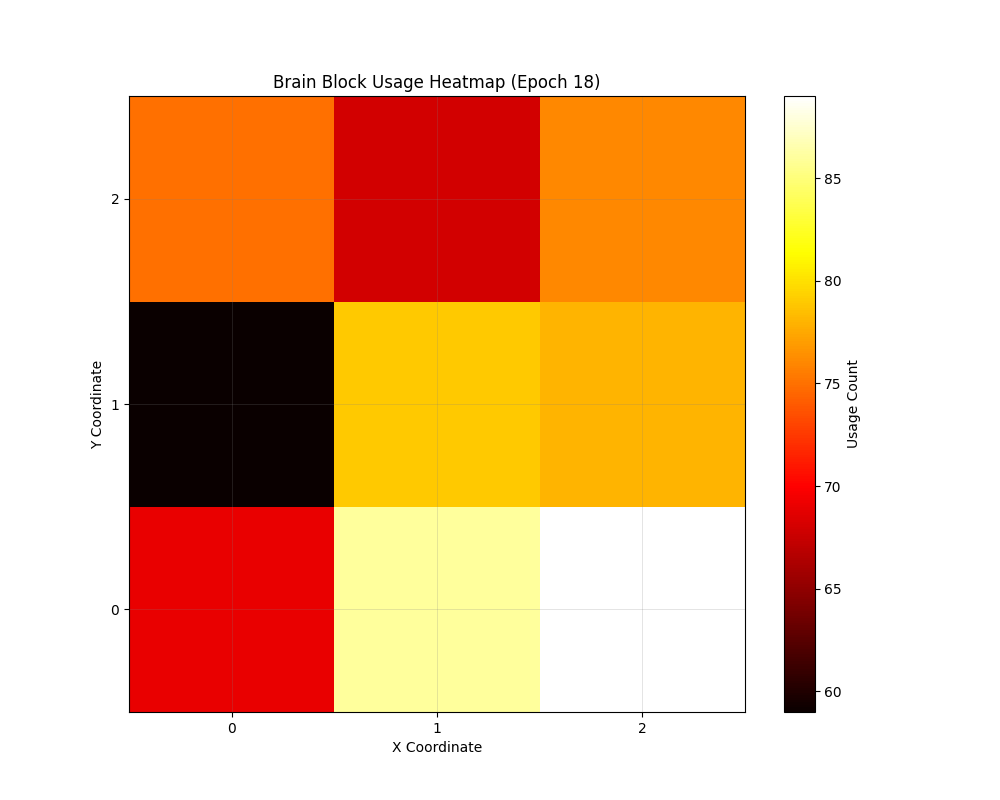 Brain Block Usage Heatmap (Epoch 18)
2
1
0
Y Coordinate
0 1 2
X Coordinate
85
80
75
70
65
60
Usage Count